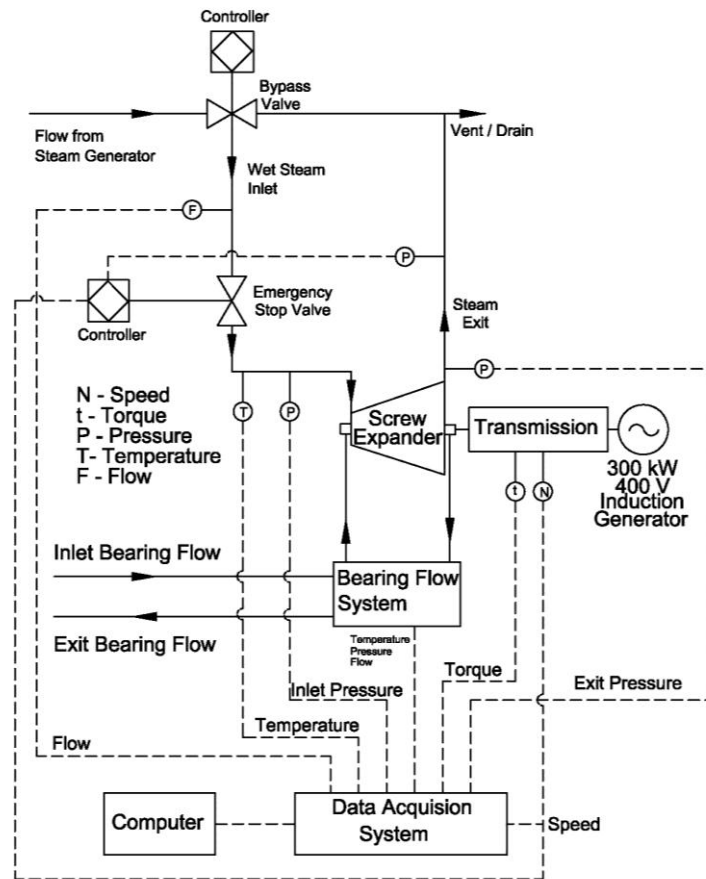 Controller
Bypass
Valve
Flow from
Steam Generator
Vent / Drain
Wet Steam
Inlet
F
P
Emergency
Stop Valve
Controller
Steam
Exit
P
N - Speed
t - Torque
P - Pressure
T- Temperature
F - Flow
T
P
Screw
Expander
Transmission
300 kW
400 V
Induction
Generator
t
N
Inlet Bearing Flow
Bearing Flow
System
Exit Bearing Flow
Temperature
Pressure
Flow
Torque
Exit Pressure
Inlet Pressure
Temperature
Flow
Computer
Data Acquision
System
Speed